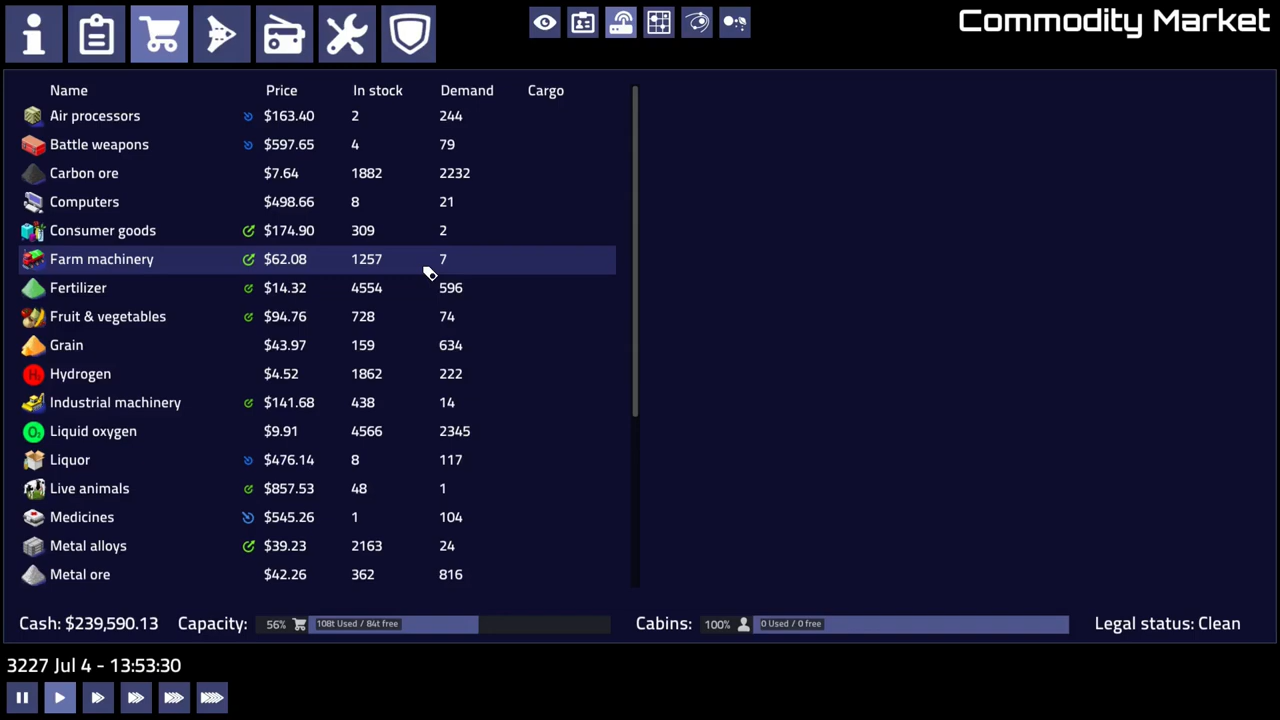 Commodity Market
Name Price In stock Demand Cargo
Air processors $163.40 2 244
Battle weapons $597.65 4 79
Carbon ore $7.64 1882 2232
Computers $498.66 8 21
Consumer goods $174.90 309 2
Farm machinery $62.08 1257 7
Fertilizer $14.32 4554 596
Fruit & vegetables $94.76 728 74
Grain $43.97 159 634
H₂ Hydrogen $4.52 1862 222
Industrial machinery $141.68 438 14
O₂ Liquid oxygen $9.91 4566 2345
Liquor $476.14 8 117
Live animals $857.53 48 1
Medicines $545.26 1 104
Metal alloys $39.23 2163 24
Metal ore $42.26 362 816
Cash: $239,590.13 Capacity: 56% 108t Used / 84t free Cabins: 100% 0 Used / 0 free Legal status: Clean
3227 Jul 4 - 13:53:30